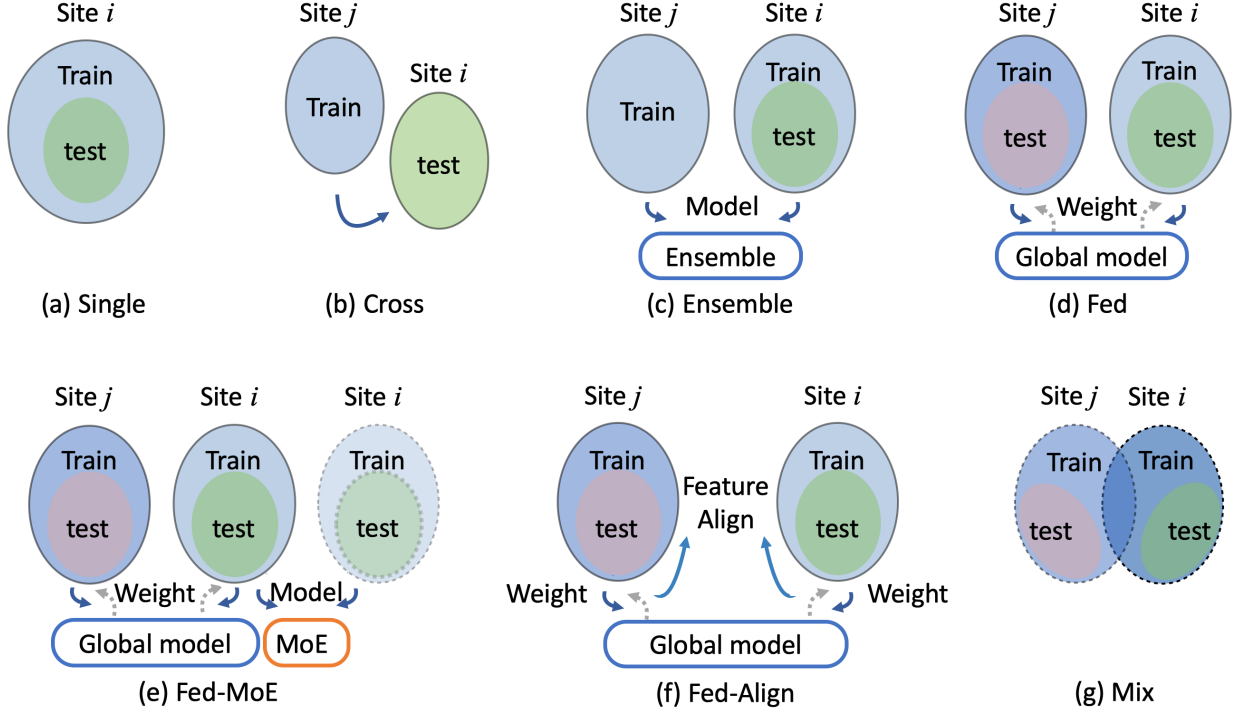 Site i
Train
test
(a) Single
Site j
Train
Site i
test
(b) Cross
Site j
Train
Site i
Train
test
Model
Ensemble
(c) Ensemble
Site j
Train
test
Site i
Train
test
Weight
Global model
(d) Fed
Site j
Train
test
Site i
Train
test
Site i
Train
test
Weight
Model
Global model
MoE
(e) Fed-MoE
Site j
Train
test
Feature
Align
Site i
Train
test
Weight
Weight
Global model
(f) Fed-Align
Site j
Site i
Train
Train
test
test
(g) Mix